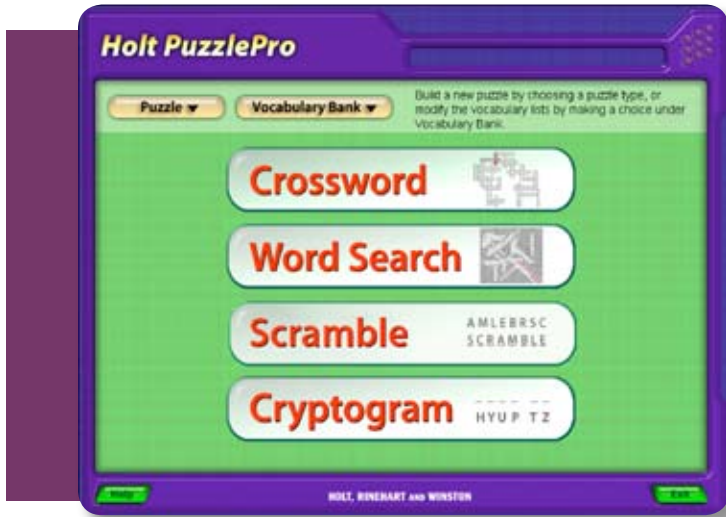 Holt PuzzlePro
Puzzle
Vocabulary Bank
Build a new puzzle by choosing a puzzle type, or
modify the vocabulary lists by making a choice under
Vocabulary Bank.
Crossword
Word Search
Scramble
AMLEBRSC
SCRAMBLE
Cryptogram
HYUP TZ
Help
HOLT, RINEHART AND WINSTON
Exit